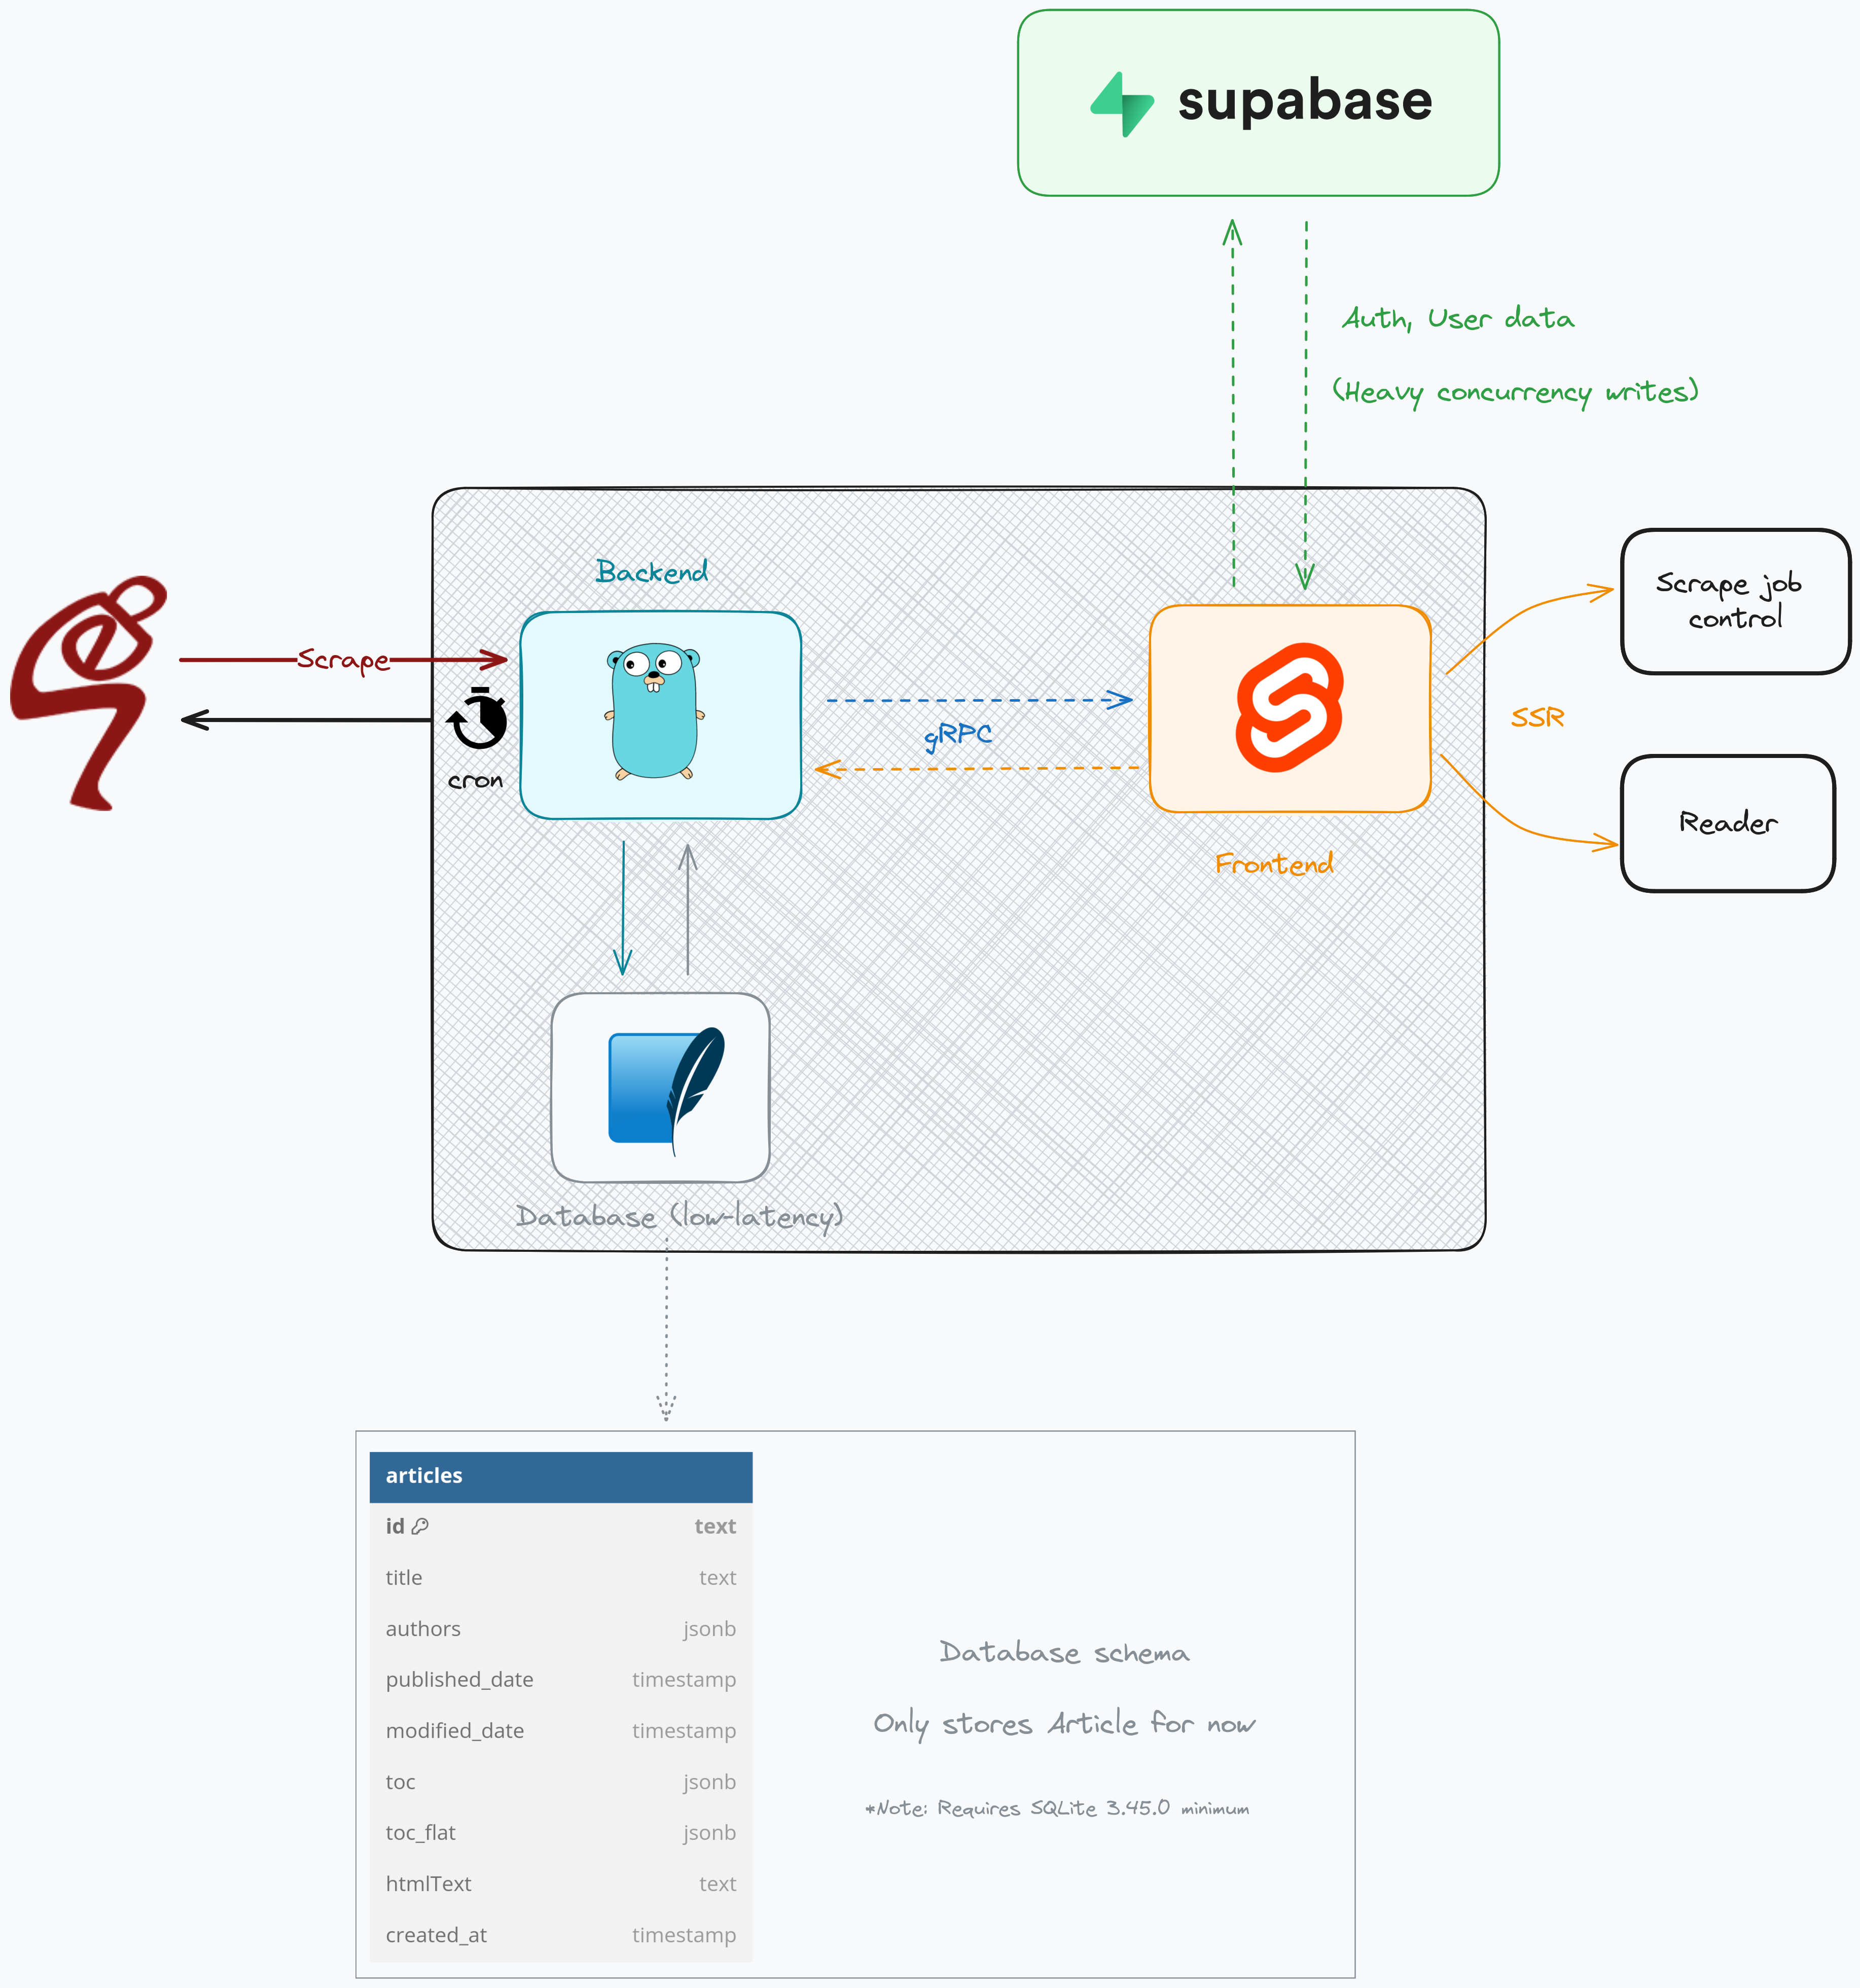 supabase
Auth, User data
(Heavy concurrency writes)
Backend
Scrape
cron
gRPC
Frontend
SSR
Scrape job
control
Reader
Database (low-latency)
articles
id text
title text
authors jsonb
published_date timestamp
modified_date timestamp
toc jsonb
toc_flat jsonb
htmlText text
created_at timestamp
Database schema
Only stores Article for now
*Note: Requires SQLite 3.45.0 minimum